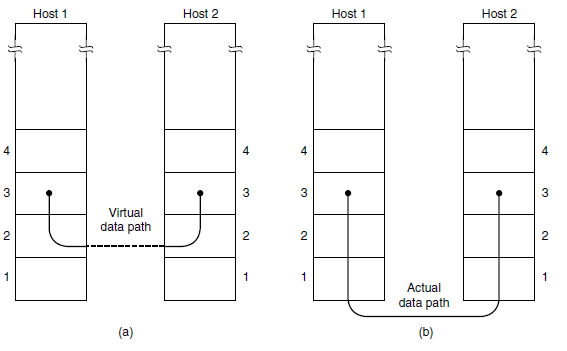 Host 1 Host 2 Host 1 Host 2
4 4 4 4
3 3 3 3
Virtual
data path
2 2 2 2
1 1 1 1
Actual
data path
(a) (b)